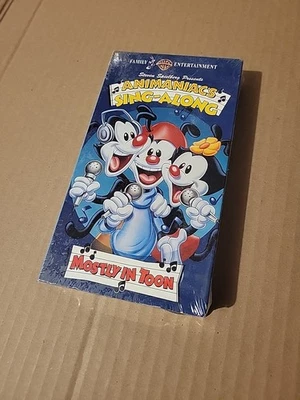 FAMILY ENTERTAINMENT
Steven Spielberg Presents
ANIMANIACS
SING-ALONG
MOSTLY IN TOON